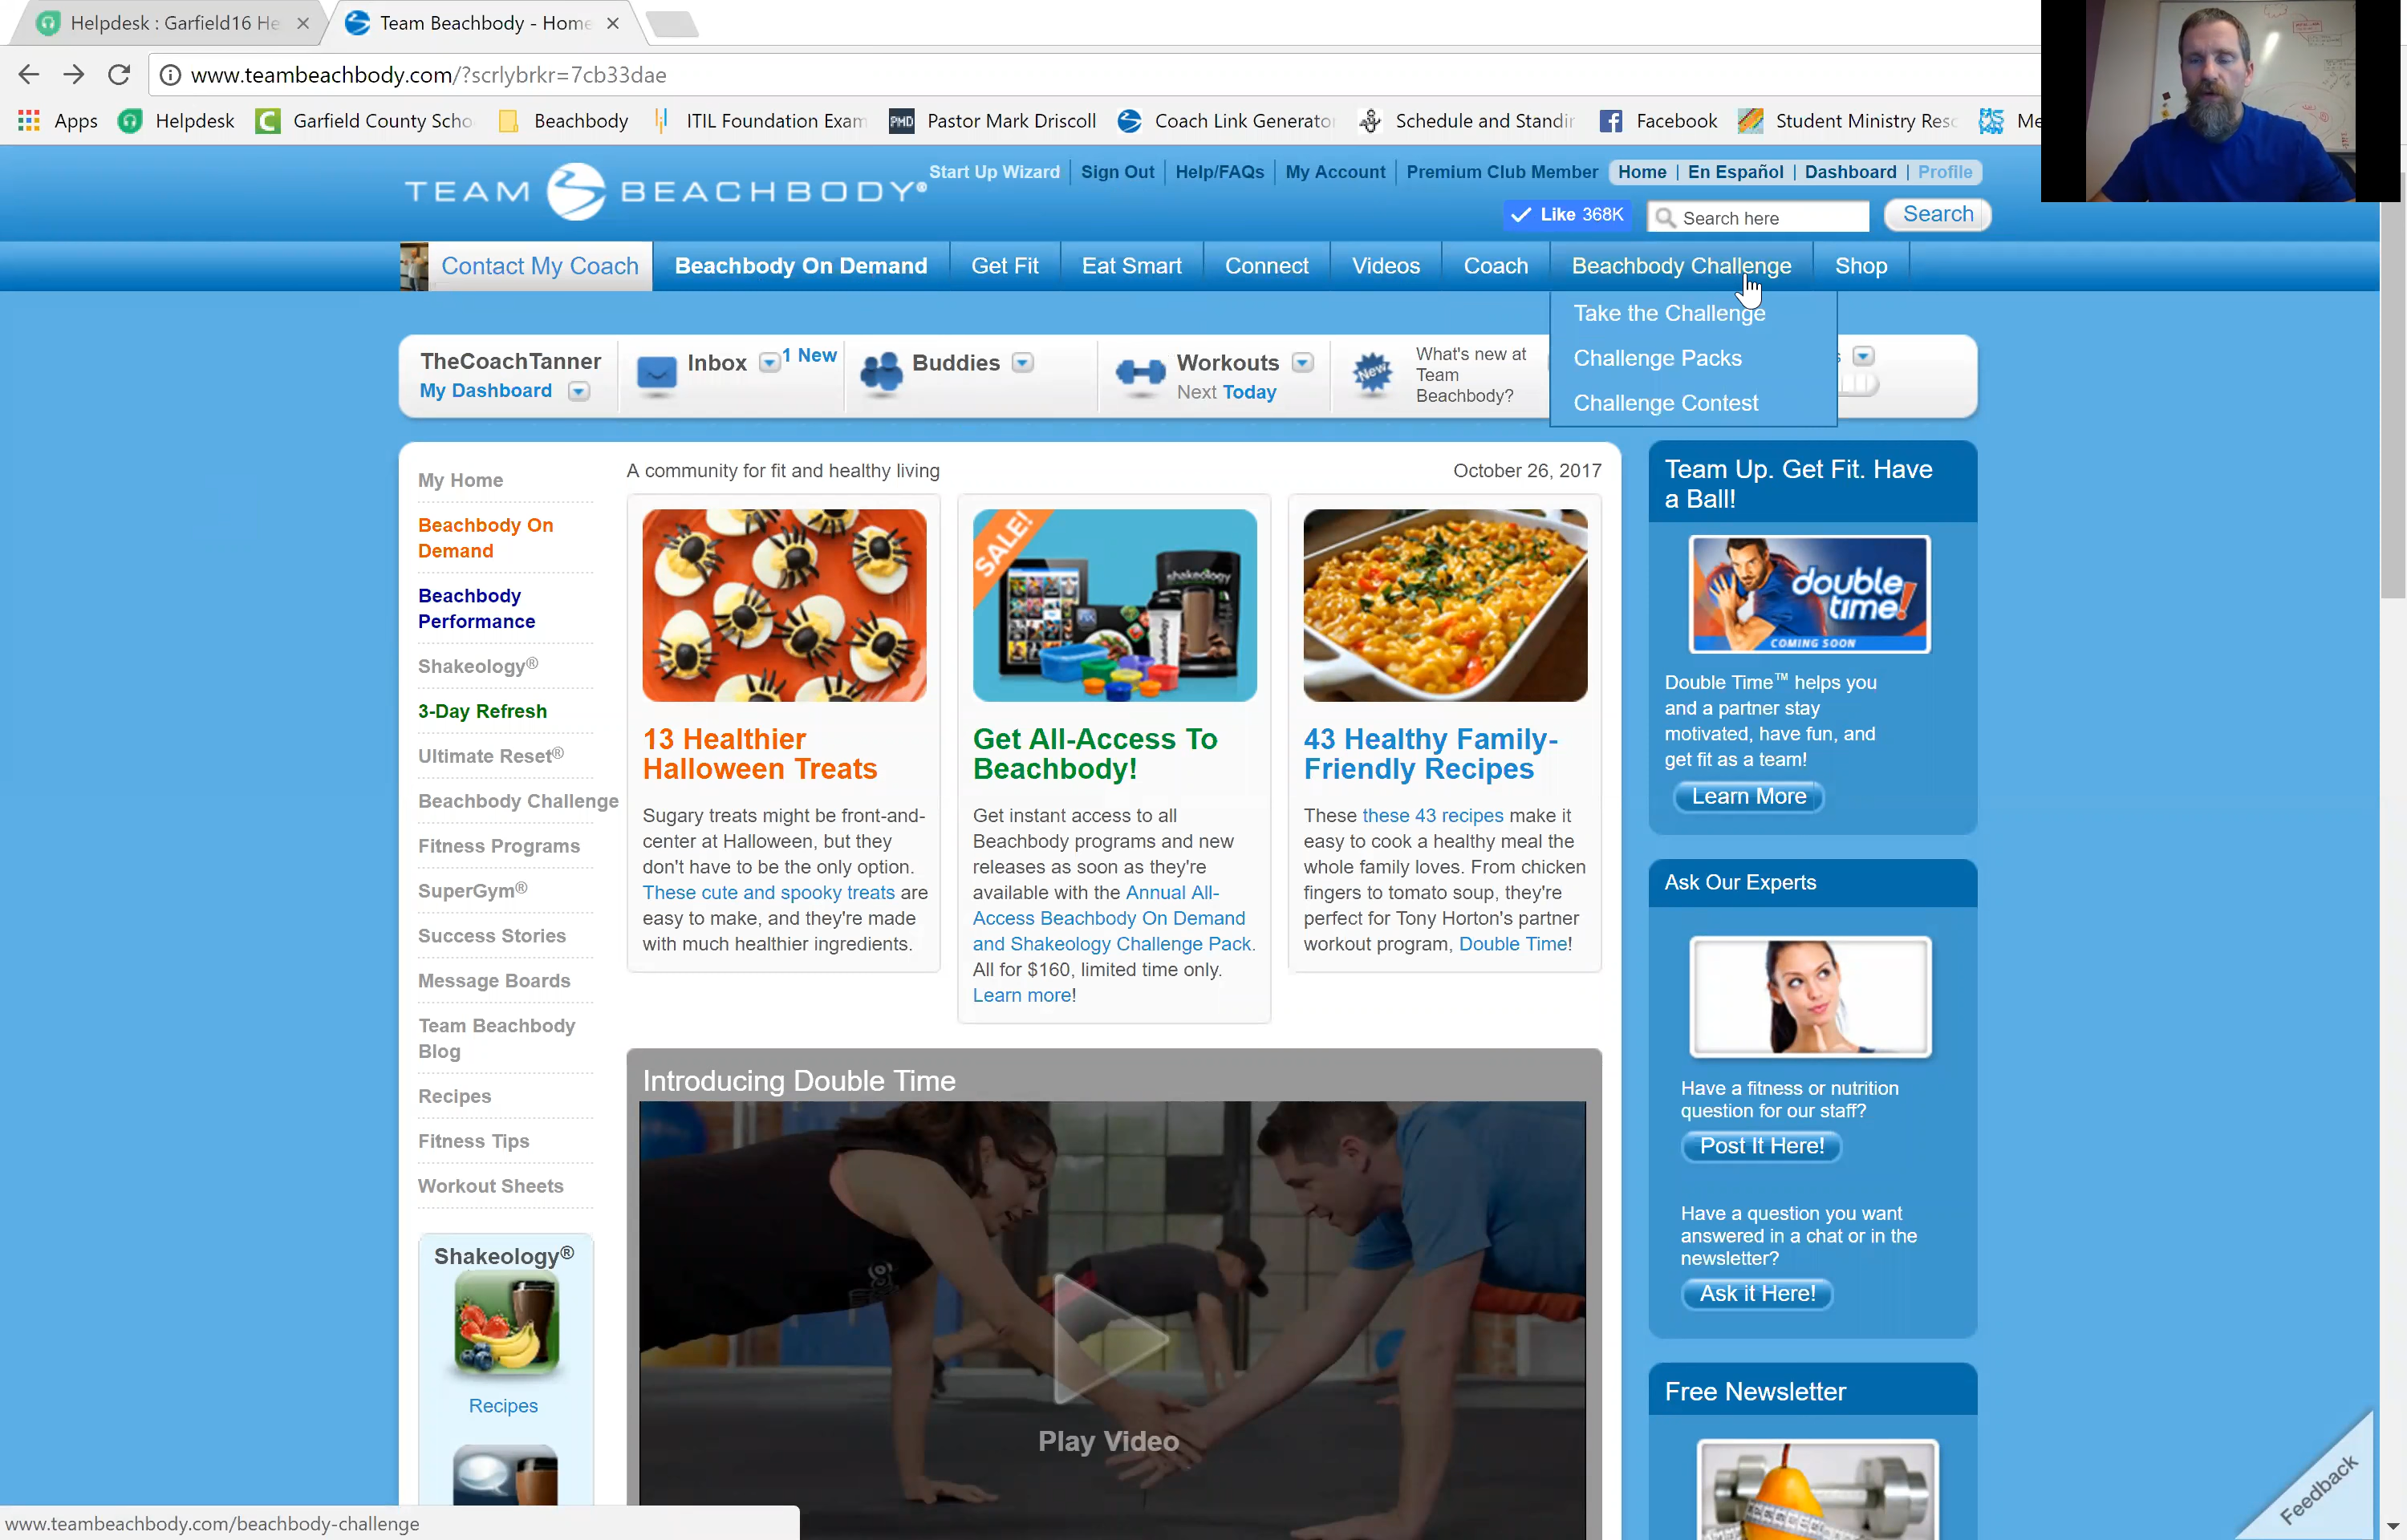 Helpdesk : Garfield16 He
Team Beachbody - Home
www.teambeachbody.com/?scrlybrkr=7cb33dae
Apps
Helpdesk
Garfield County Scho
Beachbody
ITIL Foundation Exam
PMD Pastor Mark Driscoll
Coach Link Generator
Schedule and Standin
Facebook
Student Ministry Reso
Me
TEAM BEACHBODY®
Start Up Wizard
Sign Out
Help/FAQs
My Account
Premium Club Member
Home | En Español | Dashboard | Profile
Like 368K
Search here
Search
Contact My Coach
Beachbody On Demand
Get Fit
Eat Smart
Connect
Videos
Coach
Beachbody Challenge
Shop
Take the Challenge
Challenge Packs
Challenge Contest
TheCoachTanner
My Dashboard
Inbox
1 New
Buddies
Workouts
Next Today
New
What's new at
Team
Beachbody?
My Home
Beachbody On
Demand
Beachbody
Performance
Shakeology®
3-Day Refresh
Ultimate Reset®
Beachbody Challenge
Fitness Programs
SuperGym®
Success Stories
Message Boards
Team Beachbody
Blog
Recipes
Fitness Tips
Workout Sheets
Shakeology®
Recipes
A community for fit and healthy living
October 26, 2017
13 Healthier
Halloween Treats
Sugary treats might be front-and-
center at Halloween, but they
don't have to be the only option.
These cute and spooky treats are
easy to make, and they're made
with much healthier ingredients.
SALE!
shakeology
Get All-Access To
Beachbody!
Get instant access to all
Beachbody programs and new
releases as soon as they're
available with the Annual All-
Access Beachbody On Demand
and Shakeology Challenge Pack.
All for $160, limited time only.
Learn more!
43 Healthy Family-
Friendly Recipes
These these 43 recipes make it
easy to cook a healthy meal the
whole family loves. From chicken
fingers to tomato soup, they're
perfect for Tony Horton's partner
workout program, Double Time!
Introducing Double Time
Play Video
Team Up. Get Fit. Have
a Ball!
double
time!
COMING SOON
Double Time™ helps you
and a partner stay
motivated, have fun, and
get fit as a team!
Learn More
Ask Our Experts
Have a fitness or nutrition
question for our staff?
Post It Here!
Have a question you want
answered in a chat or in the
newsletter?
Ask it Here!
Free Newsletter
Feedback
www.teambeachbody.com/beachbody-challenge